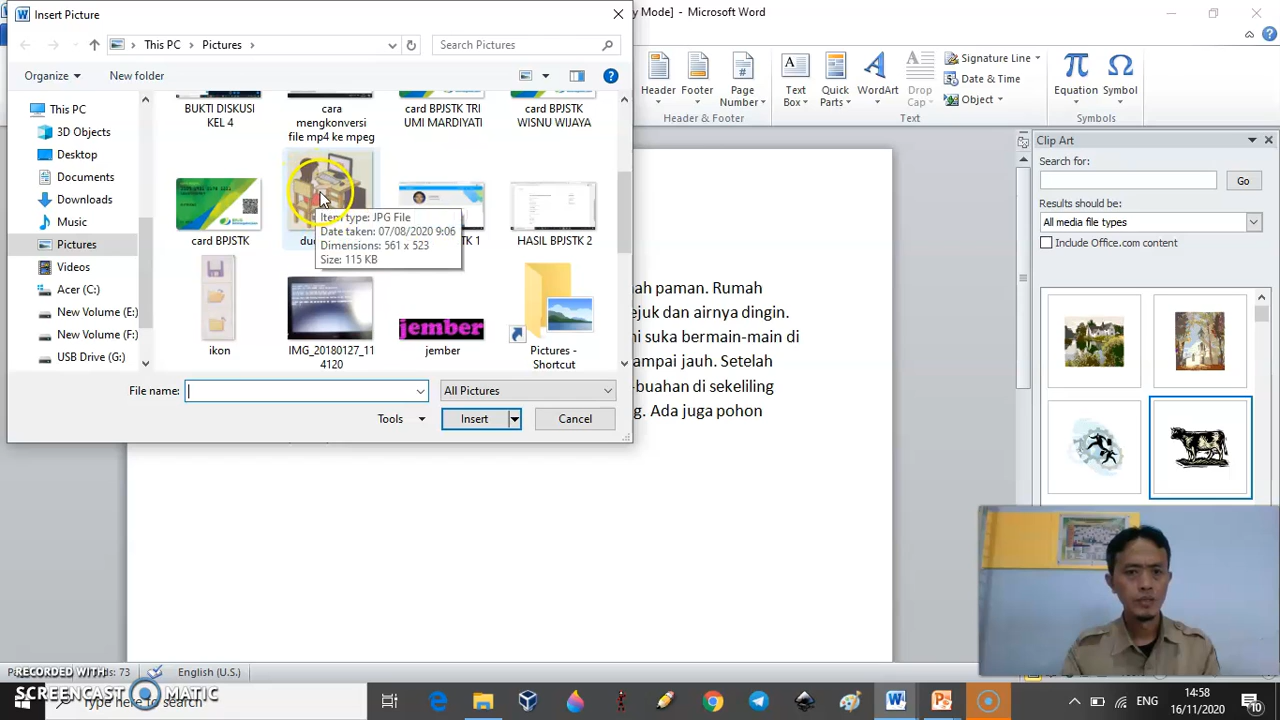 Insert Picture
y Mode] - Microsoft Word
This PC
Pictures
Search Pictures
Organize
New folder
This PC
3D Objects
Desktop
Documents
Downloads
Music
Pictures
Videos
Acer (C:)
New Volume (E:)
New Volume (F:)
USB Drive (G:)
BUKTI DISKUSI
KEL 4
cara
mengkonversi
file mp4 ke mpeg
card BPJSTK TRI
UMI MARDIYATI
card BPJSTK
WISNU WIJAYA
card BPJSTK
HASIL BPJSTK 2
Item type: JPG File
Date taken: 07/08/2020 9:06
Dimensions: 561 x 523
Size: 115 KB
ikon
IMG_20180127_11
4120
jember
jember
Pictures -
Shortcut
File name:
All Pictures
Tools
Insert
Cancel
Header
Footer
Page
Number
Header & Footer
Text
Box
Quick
Parts
WordArt
Drop
Cap
Signature Line
Date & Time
Object
Text
Equation
Symbol
Symbols
ah paman. Rumah
ejuk dan airnya dingin.
i suka bermain-main di
ampai jauh. Setelah
-buahan di sekeliling
g. Ada juga pohon
Clip Art
Search for:
Go
Results should be:
All media file types
Include Office.com content
rds: 73
English (U.S.)
RECORDED WITH
SCREENCAST MATIC
Type here to search
ENG
14:58
16/11/2020
10